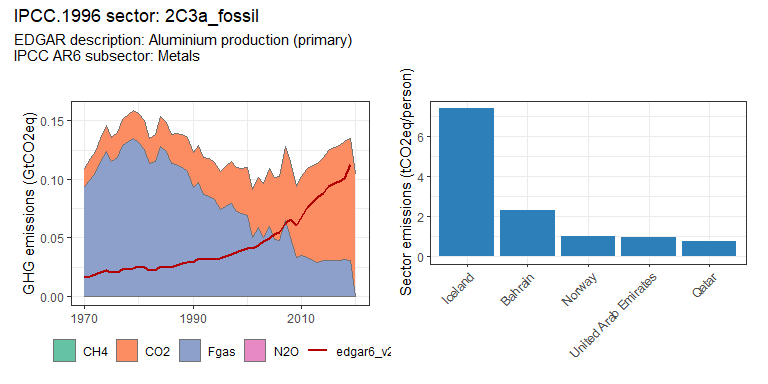 IPCC.1996 sector: 2C3a_fossil
EDGAR description: Aluminium production (primary)
IPCC AR6 subsector: Metals
GHG emissions (GtCO2eq)
0.15
0.10
0.05
0.00
1970
1990
2010
CH4
CO2
Fgas
N2O
edgar6_v2
Sector emissions (tCO2eq/person)
6
4
2
0
Iceland
Bahrain
Norway
United Arab Emirates
Qatar